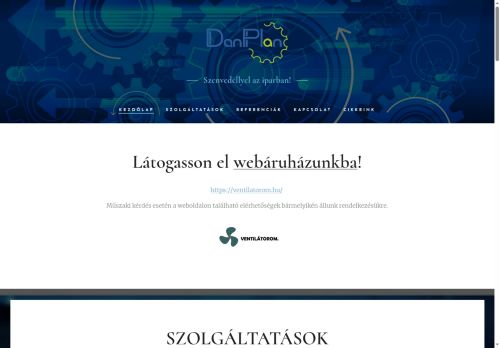 DanPlan
Szenvedéllyel az iparban!
KEZDŐLAP SZOLGÁLTATÁSOK REFERENCIÁK KAPCSOLAT CIKKEINK
Látogasson el webáruházunkba!
https://ventilatorom.hu/
Műszaki kérdés esetén a weboldalon található elérhetőségek bármelyikén állunk rendelkezésükre.
VENTILÁTOROM.
SZOLGÁLTATÁSOK